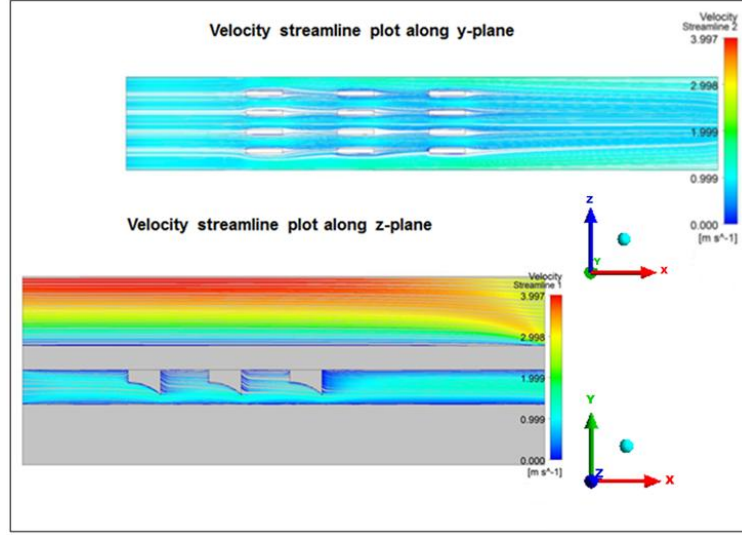 Velocity streamline plot along y-plane
Velocity
Streamline 2
3.997
2.998
1.999
0.999
0.000
[m s^-1]
Z
Y
X
Velocity streamline plot along z-plane
Velocity
Streamline 1
3.997
2.998
1.999
0.999
0.000
[m s^-1]
Y
Z
X